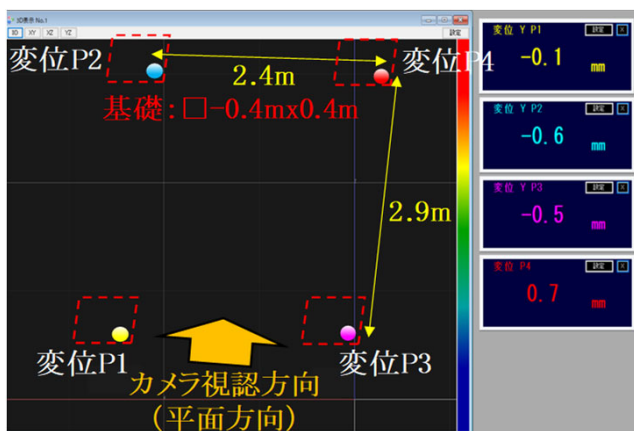 3D表示 No.1
3D XY XZ YZ 設定
変位P2
2.4m
変位P4
基礎:□-0.4mx0.4m
2.9m
変位P1
変位P3
カメラ視認方向
(平面方向)
変位 Y P1 設定 X
-0.1 mm
変位 Y P2 設定 X
-0.6 mm
変位 Y P3 設定 X
-0.5 mm
変位 P4 設定 X
0.7 mm